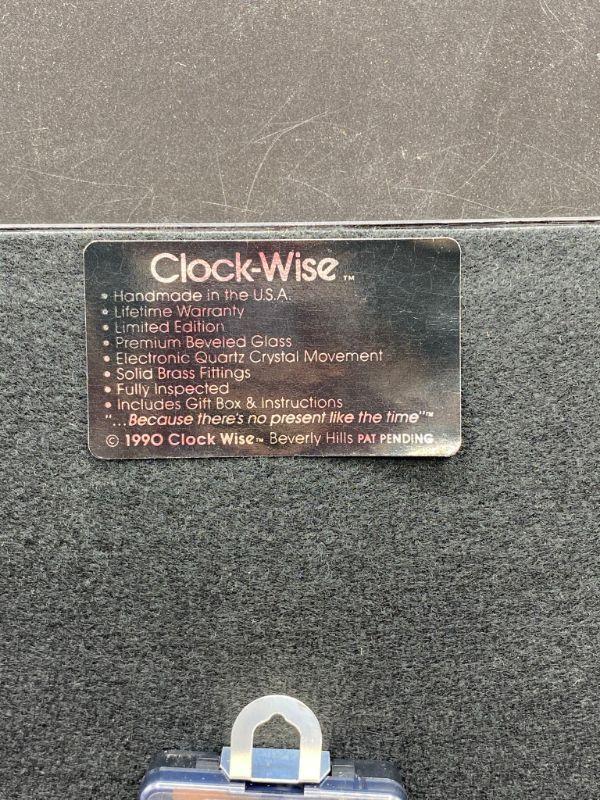 Clock-Wise ™
• Handmade in the U.S.A.
• Lifetime Warranty
• Limited Edition
• Premium Beveled Glass
• Electronic Quartz Crystal Movement
• Solid Brass Fittings
• Fully Inspected
• Includes Gift Box & Instructions
"...Because there's no present like the time"™
© 1990 Clock Wise™ Beverly Hills PAT PENDING